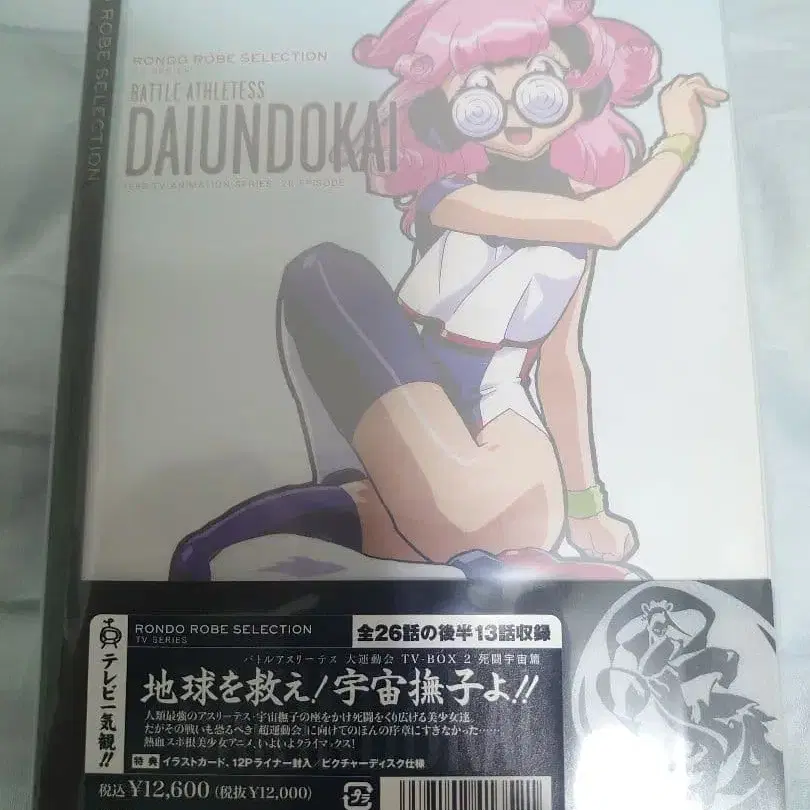 ROBE SELECTION
RONDO ROBE SELECTION
TV SERIES
BATTLE ATHLETESS
DAIUNDOKAI
TV ANIMATION SERIES 26 EPISODE
RONDO ROBE SELECTION
TV SERIES
全26話の後半13話収録
テレビ一気観!!
バトルアスリーテス 大運動会 TV-BOX 2 死闘宇宙篇
地球を救え!宇宙撫子よ!!
人類最強のアスリーテス・宇宙撫子の座をかけ死闘をくり広げる美少女達。
だがその戦いも恐るべき「超運動会」に向けてのほんの序章にすぎなかった……
熱血スポ根美少女アニメ、いよいよクライマックス!
特典 イラストカード、12Pライナー封入/ピクチャーディスク仕様
税込¥12,600(税抜¥12,000)